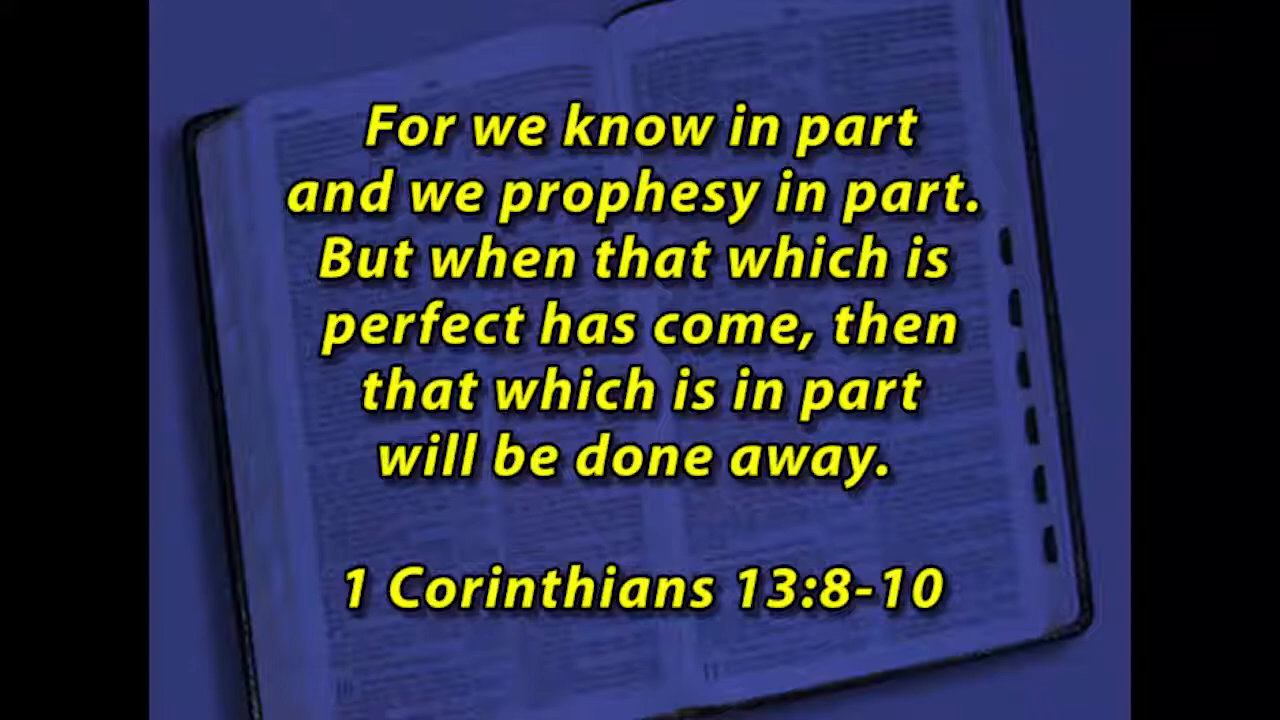 For we know in part
and we prophesy in part.
But when that which is
perfect has come, then
that which is in part
will be done away.
1 Corinthians 13:8-10